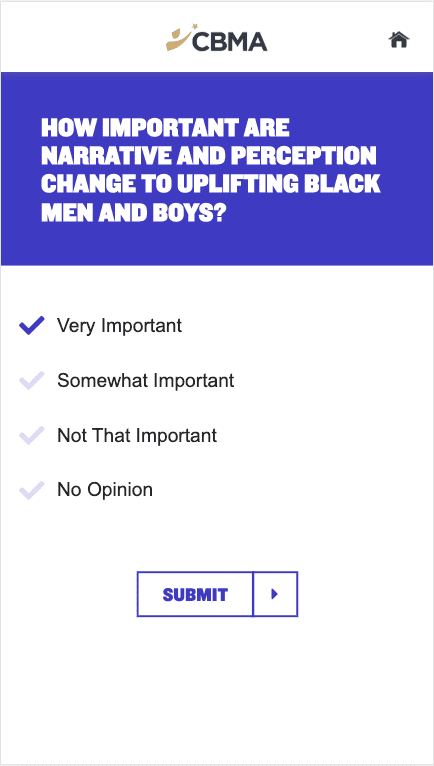 CBMA
HOW IMPORTANT ARE
NARRATIVE AND PERCEPTION
CHANGE TO UPLIFTING BLACK
MEN AND BOYS?
Very Important
Somewhat Important
Not That Important
No Opinion
SUBMIT